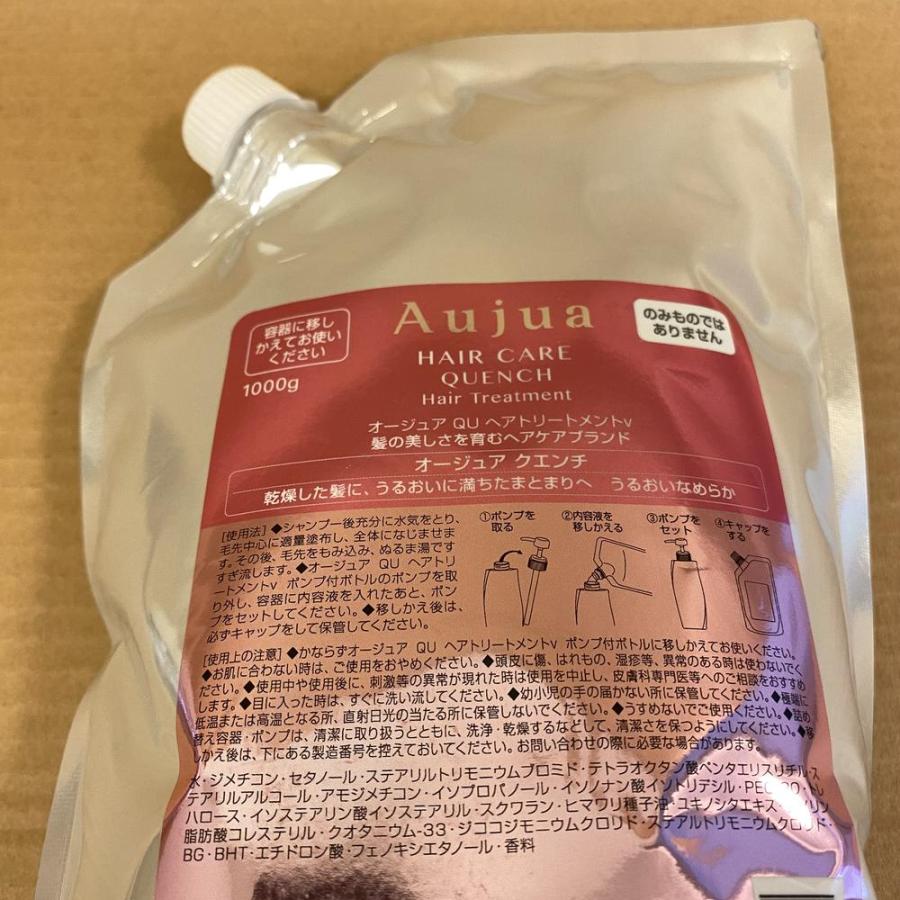 容器に移し
かえてお使い
ください
1000g
Aujua
HAIR CARE
QUENCH
Hair Treatment
のみものでは
ありません
オージュア QU ヘアトリートメントv
髪の美しさを育むヘアケアブランド
オージュア クエンチ
乾燥した髪に、うるおいに満ちたまとまりへ うるおいなめらか
[使用法]◆シャンプー後充分に水気をとり、
毛先中心に適量塗布し、全体になじませま
す。その後、毛先をもみ込み、ぬるま湯です
すぎ流します。◆オージュア QU ヘアトリ
ートメントv ポンプ付ボトルのポンプを取
り外し、容器に内容液を入れたあと、ポン
プをセットしてください。◆移しかえ後は、
必ずキャップをして保管してください。
①ポンプを
取る
②内容液を
移しかえる
③ポンプを
セット
④キャップを
する
[使用上の注意]◆かならずオージュア QU ヘアトリートメントv ポンプ付ボトルに移しかえてお使いください。
◆お肌に合わない時は、ご使用をおやめください。◆頭皮に傷、はれもの、湿疹等、異常のある時は使わないでく
ださい。◆使用中や使用後に、刺激等の異常が現れた時は使用を中止し、皮膚科専門医等へのご相談をおすすめ
します。◆目に入った時は、すぐに洗い流してください。◆幼小児の手の届かない所に保管してください。◆極端に
低温または高温となる所、直射日光の当たる所に保管しないでください。◆うすめないでご使用ください。◆詰め
替え容器・ポンプは、清潔に取り扱うとともに、洗浄・乾燥するなどして、清潔さを保つようにしてください。◆移
しかえ後は、下にある製造番号を控えておいてください。お問い合わせの際に必要な場合があります。
水・ジメチコン・セタノール・ステアリルトリモニウムブロミド・テトラオクタン酸ペンタエリスリチル・ス
テアリルアルコール・アモジメチコン・イソプロパノール・イソノナン酸イソトリデシル・PEG-90・トレ
ハロース・イソステアリン酸イソステアリル・スクワラン・ヒマワリ種子油・ユキノシタエキス・ラノリン
脂肪酸コレステリル・クオタニウム-33・ジココジモニウムクロリド・ステアルトリモニウムクロリド・
BG・BHT・エチドロン酸・フェノキシエタノール・香料